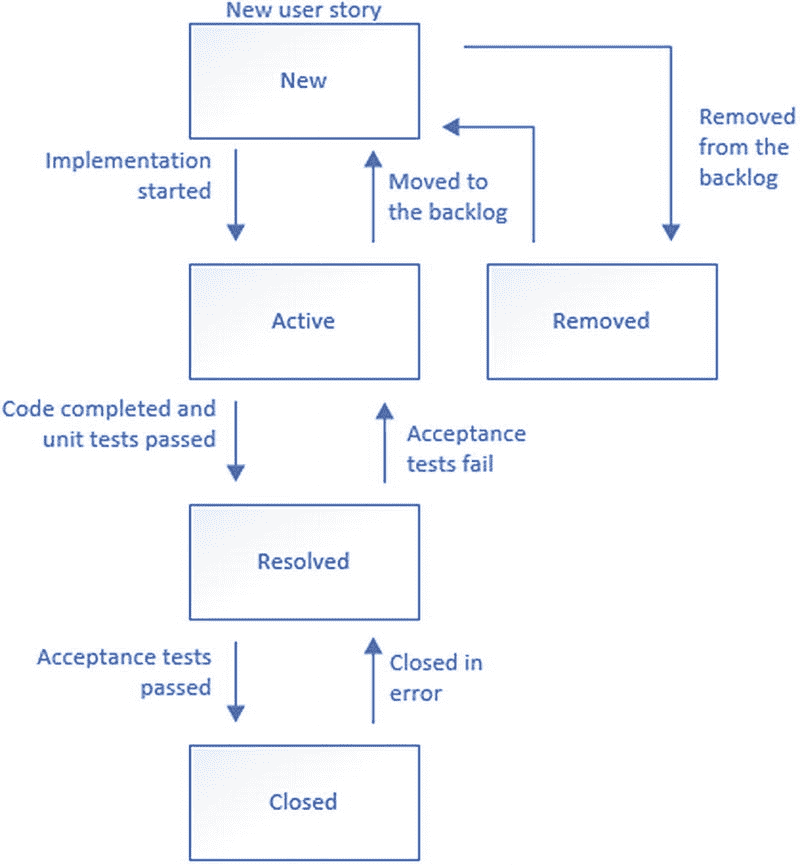 New user story
New
Implementation
started
Moved to
the backlog
Removed
from the
backlog
Active
Removed
Code completed and
unit tests passed
Acceptance
tests fail
Resolved
Acceptance tests
passed
Closed in
error
Closed